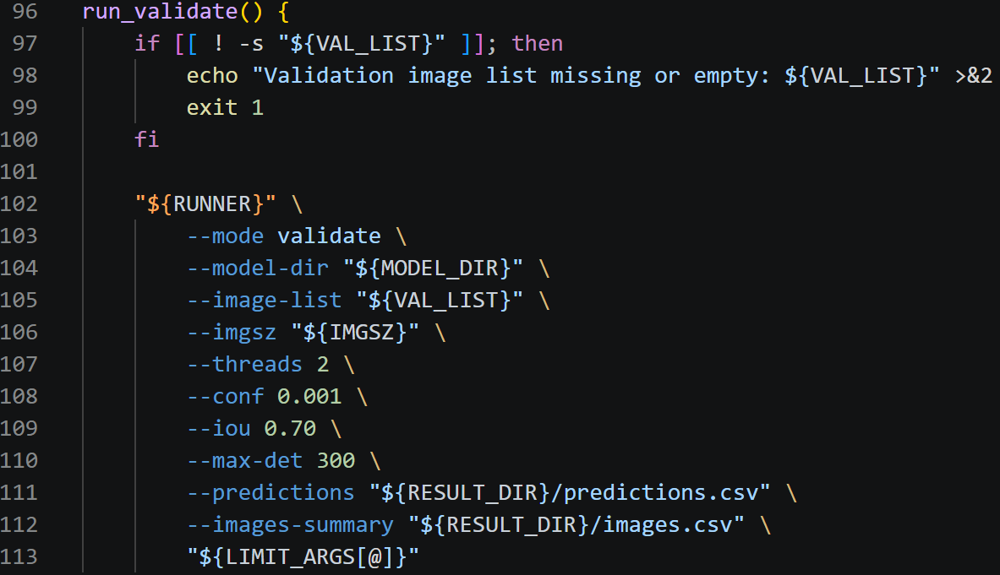 96 run_validate() {
97 if [[ ! -s "${VAL_LIST}" ]]; then
98 echo "Validation image list missing or empty: ${VAL_LIST}" >&2
99 exit 1
100 fi
101
102 "${RUNNER}" \
103 --mode validate \
104 --model-dir "${MODEL_DIR}" \
105 --image-list "${VAL_LIST}" \
106 --imgsz "${IMGSZ}" \
107 --threads 2 \
108 --conf 0.001 \
109 --iou 0.70 \
110 --max-det 300 \
111 --predictions "${RESULT_DIR}/predictions.csv" \
112 --images-summary "${RESULT_DIR}/images.csv" \
113 "${LIMIT_ARGS[@]}"